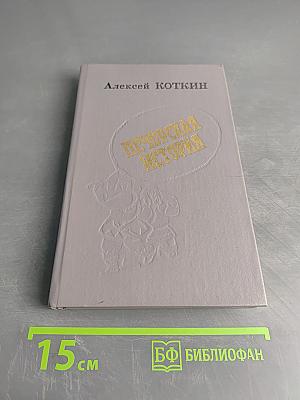 Алексей КОТКИН
ПЕЧОРСКАЯ
ИСТОРИЯ
15 см
БФ БИБЛИОФАН